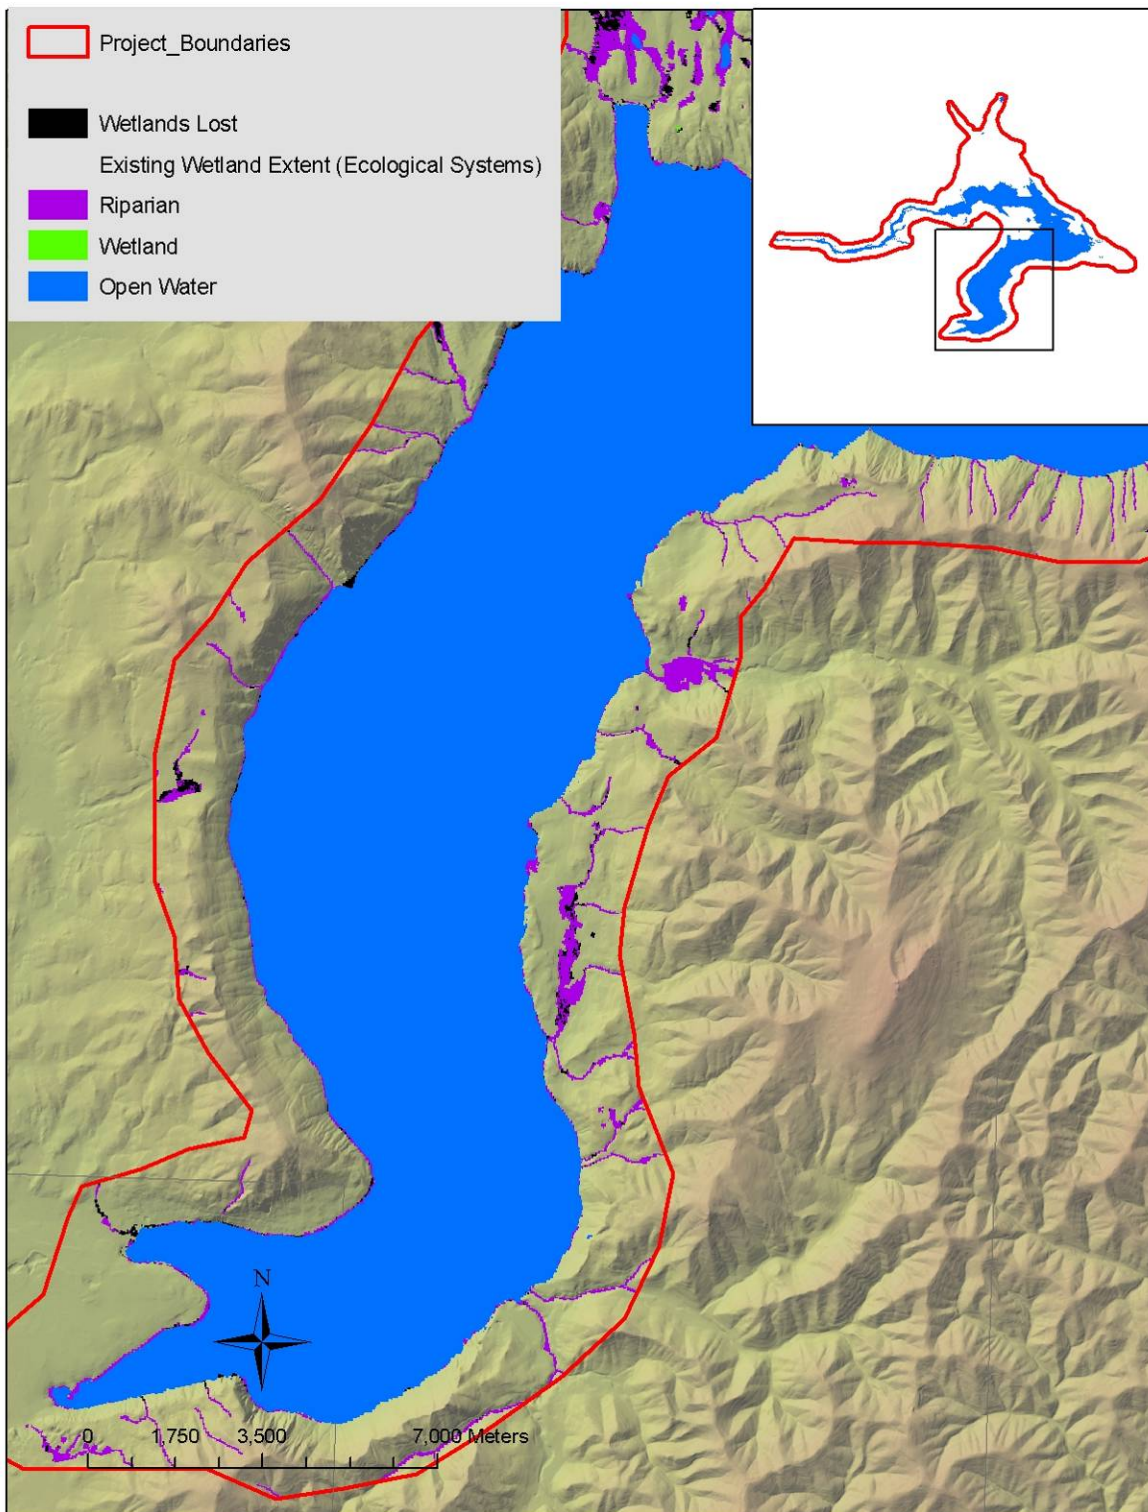 Project_Boundaries
Wetlands Lost
Existing Wetland Extent (Ecological Systems)
Riparian
Wetland
Open Water
N
0 1,750 3,500 7,000 Meters